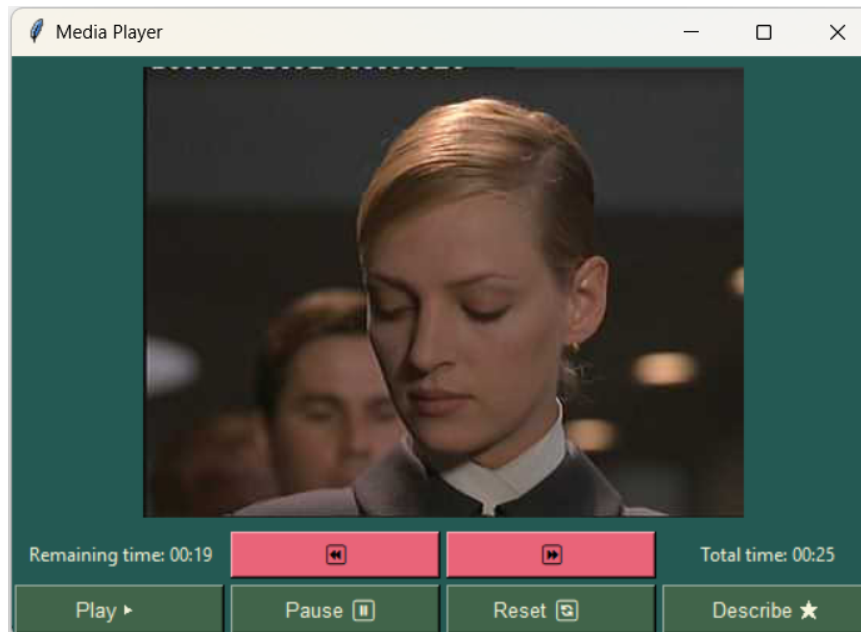 Media Player
Remaining time: 00:19
Total time: 00:25
Play
Pause
Reset
Describe